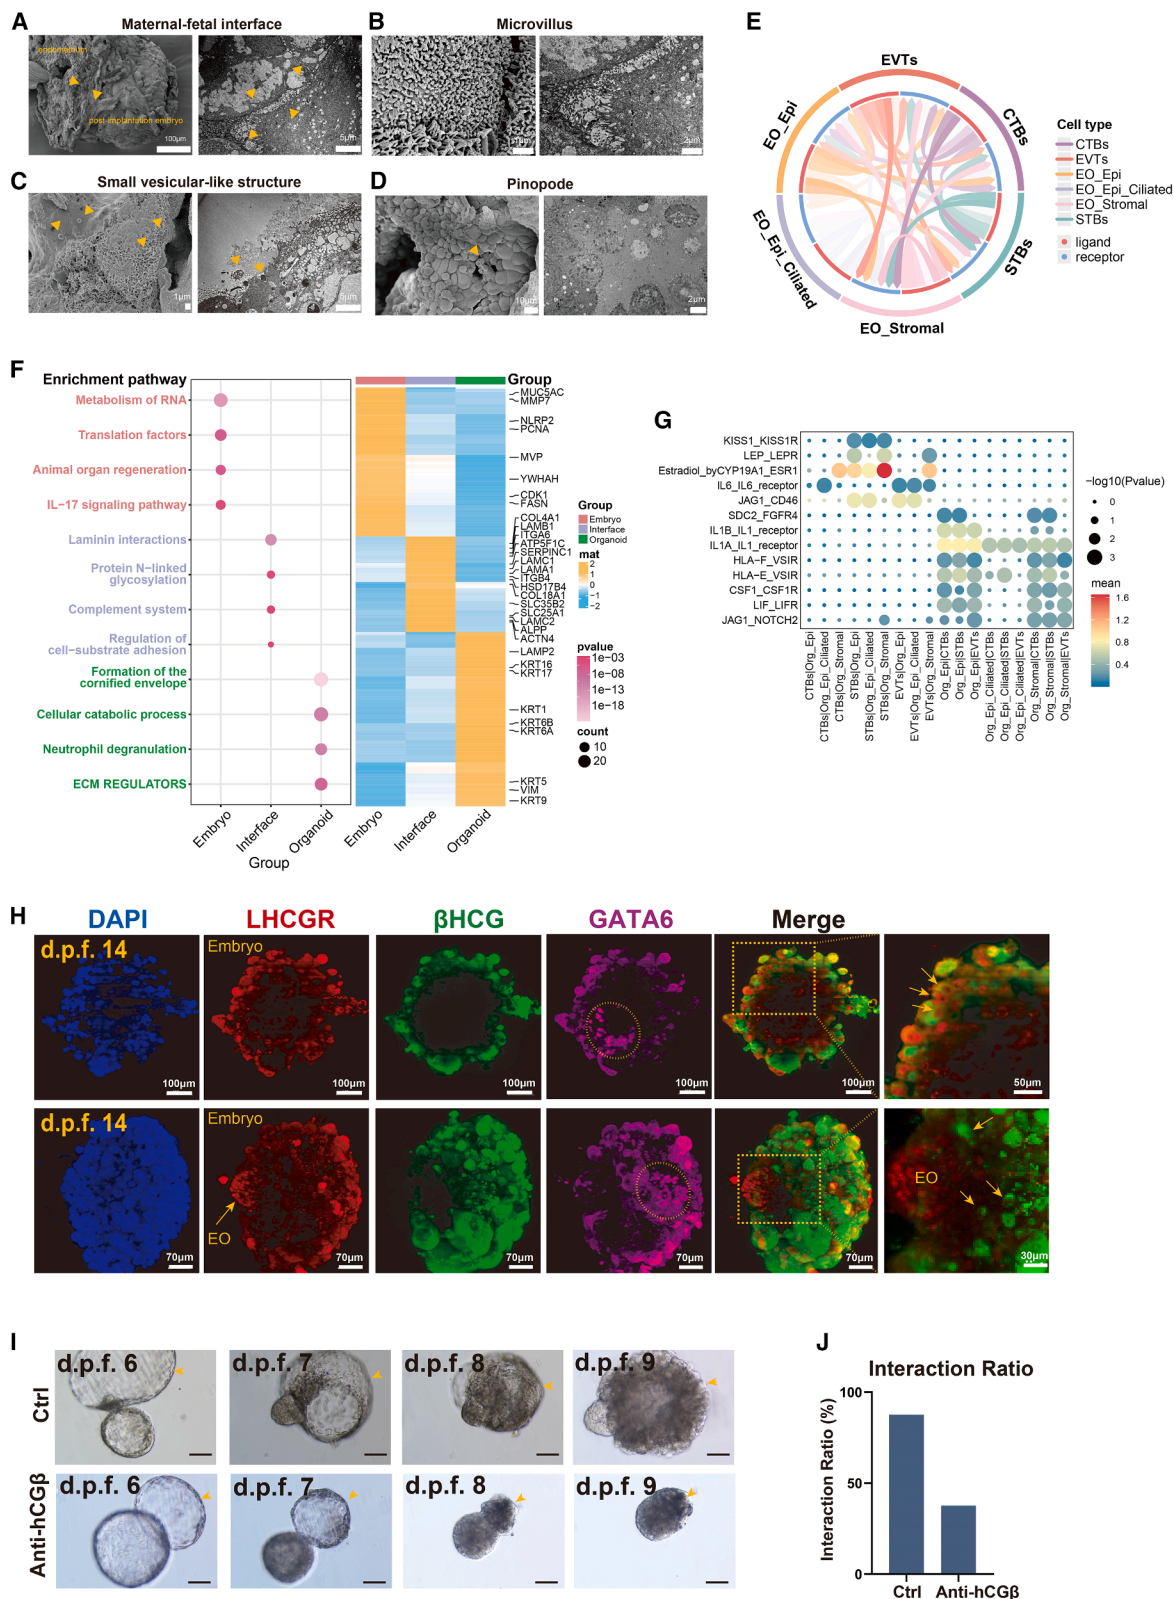 A
Maternal-fetal interface
endometrium
post-implantation embryo
100μm
5μm
B
Microvillus
1μm
2μm
C
Small vesicular-like structure
1μm
5μm
D
Pinopode
10μm
2μm
E
EVTs
CTBs
STBs
EO_Stromal
EO_Epi_Ciliated
EO_Epi
Cell type
CTBs
EVTs
EO_Epi
EO_Epi_Ciliated
EO_Stromal
STBs
ligand
receptor
F
Enrichment pathway
Metabolism of RNA
Translation factors
Animal organ regeneration
IL−17 signaling pathway
Laminin interactions
Protein N−linked
glycosylation
Complement system
Regulation of
cell−substrate adhesion
Formation of the
cornified envelope
Cellular catabolic process
Neutrophil degranulation
ECM REGULATORS
Embryo
Interface
Organoid
Group
Embryo
Interface
Organoid
Group
MUC5AC
MMP7
NLRP2
PCNA
MVP
YWHAH
CDK1
FASN
COL4A1
LAMB1
ITGA6
ATP5F1C
SERPINC1
LAMC1
LAMA1
ITGB4
HSD17B4
COL18A1
SLC35B2
SLC25A1
LAMC2
ALPP
ACTN4
LAMP2
KRT16
KRT17
KRT1
KRT6B
KRT6A
KRT5
VIM
KRT9
Group
Embryo
Interface
Organoid
mat
2
1
0
−1
−2
pvalue
1e−03
1e−08
1e−13
1e−18
count
10
20
G
KISS1_KISS1R
LEP_LEPR
Estradiol_byCYP19A1_ESR1
IL6_IL6_receptor
JAG1_CD46
SDC2_FGFR4
IL1B_IL1_receptor
IL1A_IL1_receptor
HLA−F_VSIR
HLA−E_VSIR
CSF1_CSF1R
LIF_LIFR
JAG1_NOTCH2
CTBs|Org_Epi
CTBs|Org_Epi_Ciliated
CTBs|Org_Stromal
STBs|Org_Epi
STBs|Org_Epi_Ciliated
STBs|Org_Stromal
EVTs|Org_Epi
EVTs|Org_Epi_Ciliated
EVTs|Org_Stromal
Org_Epi|CTBs
Org_Epi|STBs
Org_Epi|EVTs
Org_Epi_Ciliated|CTBs
Org_Epi_Ciliated|STBs
Org_Epi_Ciliated|EVTs
Org_Stromal|CTBs
Org_Stromal|STBs
Org_Stromal|EVTs
−log10(Pvalue)
0
1
2
3
mean
1.6
1.2
0.8
0.4
H
DAPI
LHCGR
βHCG
GATA6
Merge
d.p.f. 14
Embryo
100μm
100μm
100μm
100μm
100μm
50μm
d.p.f. 14
Embryo
EO
EO
70μm
70μm
70μm
70μm
70μm
30μm
I
Ctrl
d.p.f. 6
d.p.f. 7
d.p.f. 8
d.p.f. 9
Anti-hCGβ
d.p.f. 6
d.p.f. 7
d.p.f. 8
d.p.f. 9
J
Interaction Ratio
Interaction Ratio (%)
100
50
0
Ctrl
Anti-hCGβ